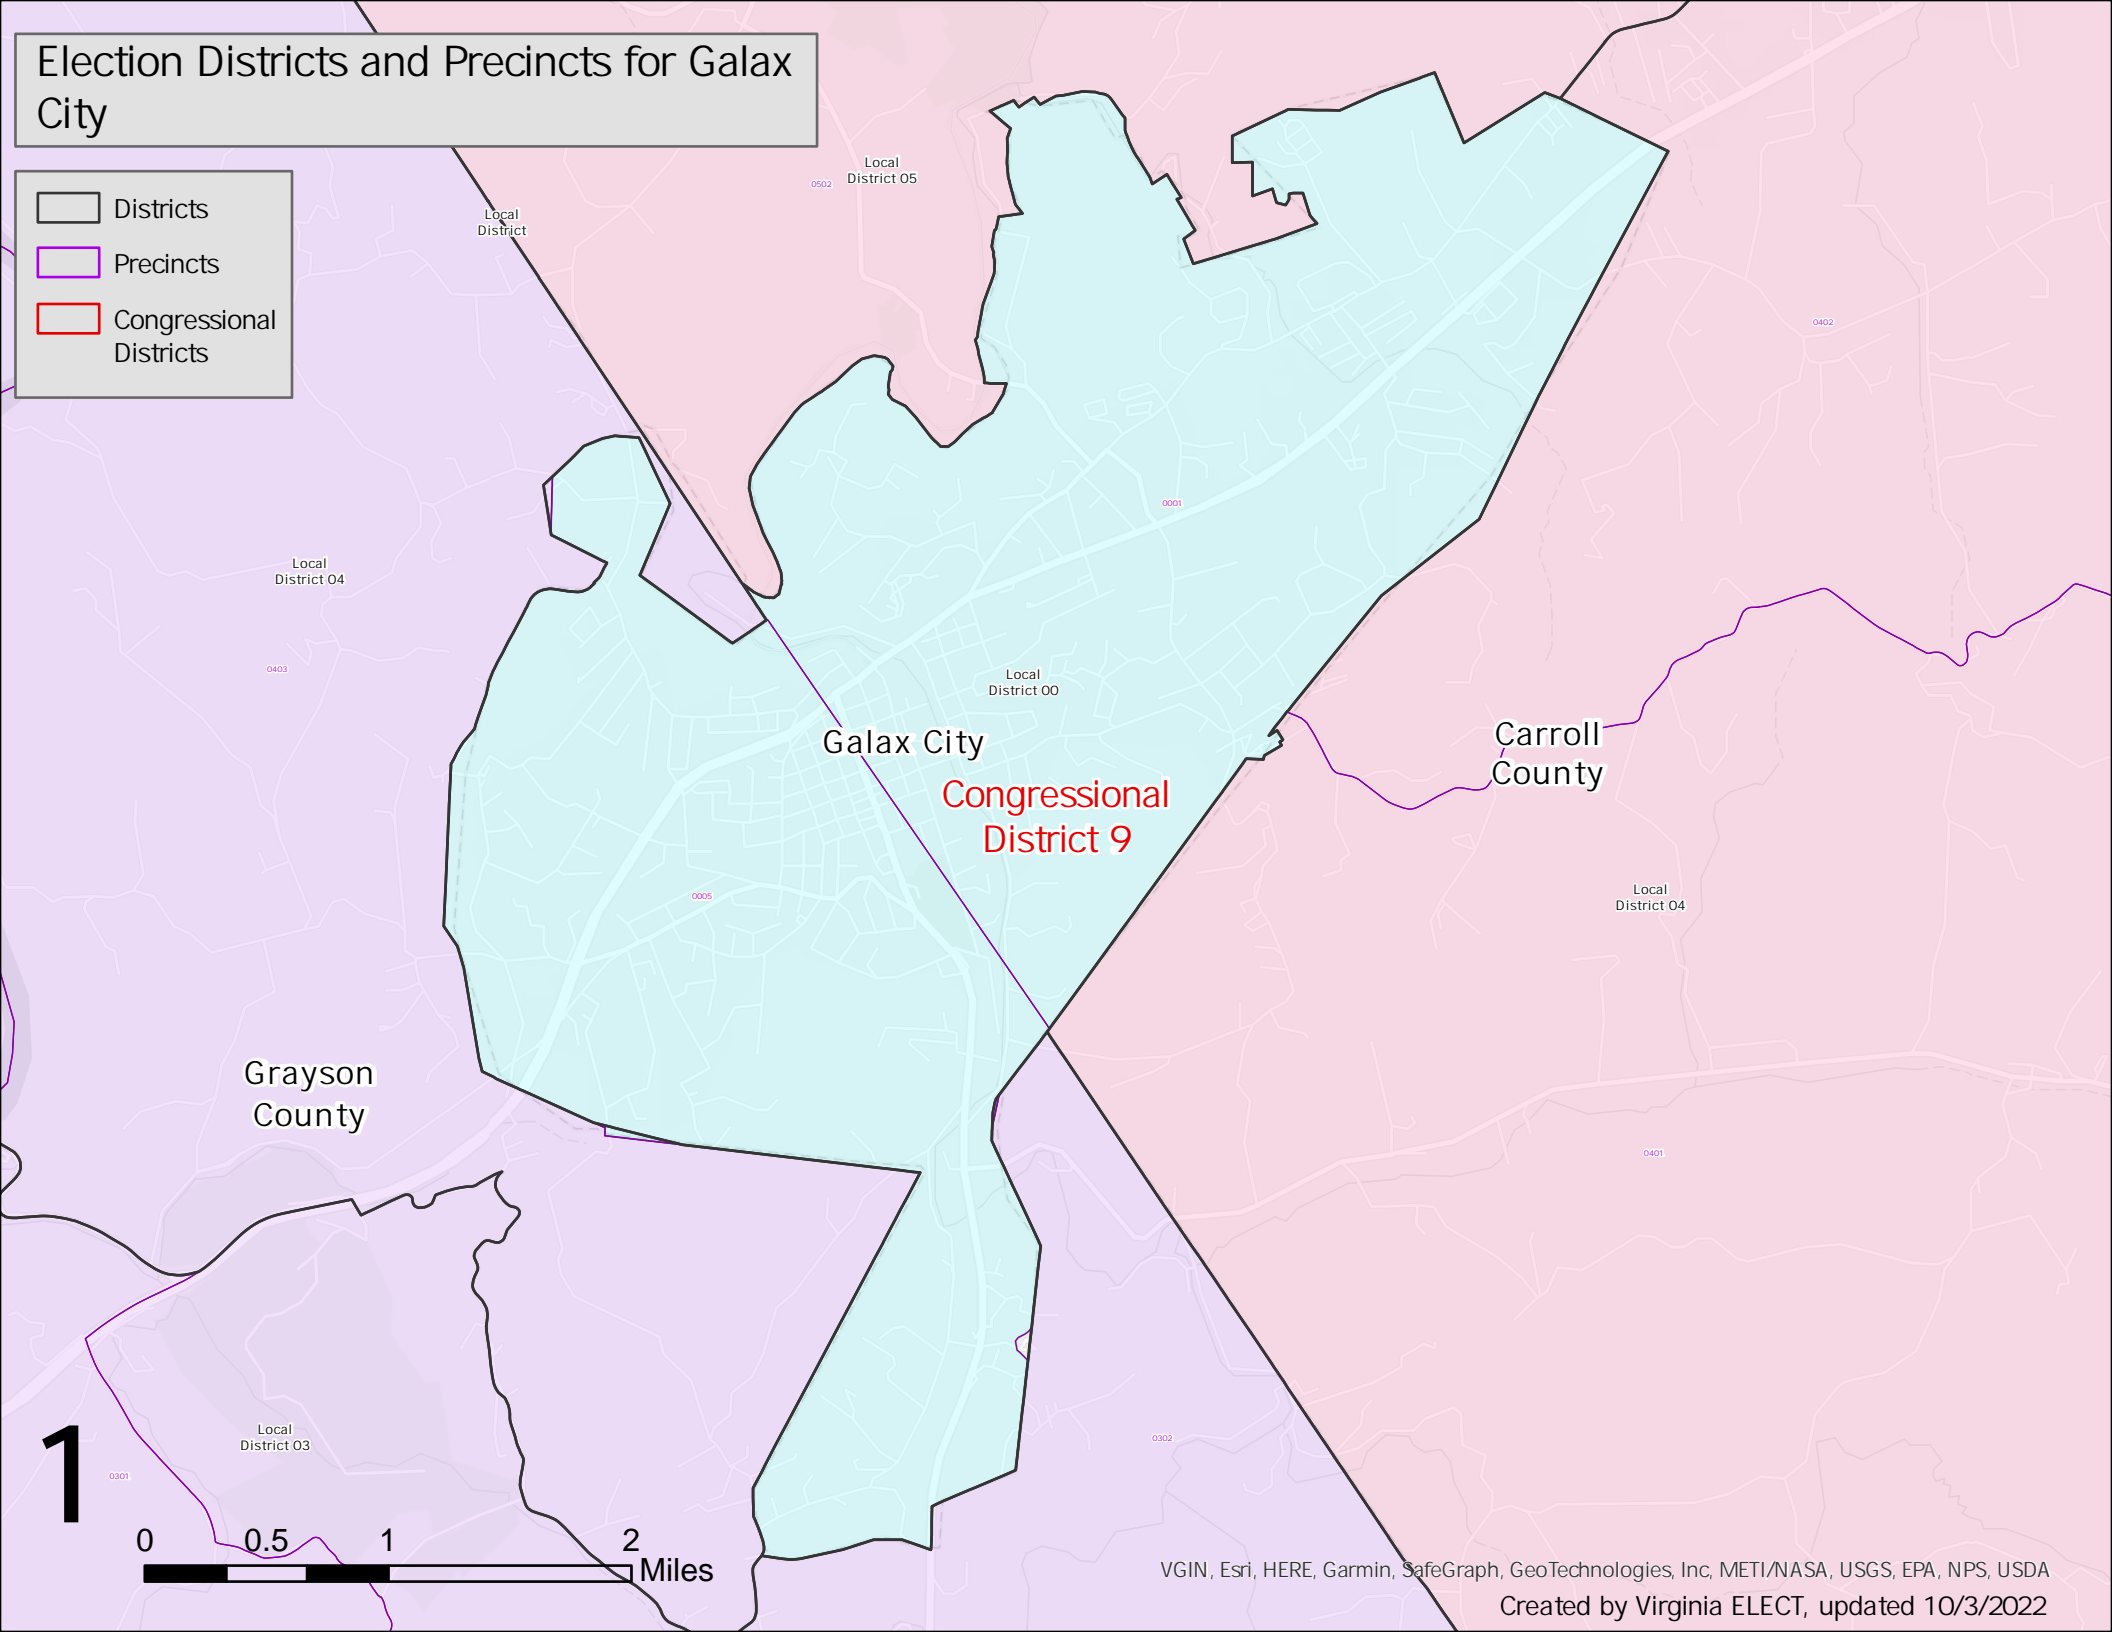 Election Districts and Precincts for Galax
City
Districts
Precincts
Congressional
Districts
Local
District 05
0502
Local
District
0402
0001
Local
District 04
0403
Local
District 00
Galax City
Carroll
County
Congressional
District 9
0005
Local
District 04
Grayson
County
0401
Local
District 03
0302
1
0301
0 0.5 1 2
Miles
VGIN, Esri, HERE, Garmin, SafeGraph, GeoTechnologies, Inc, METI/NASA, USGS, EPA, NPS, USDA
Created by Virginia ELECT, updated 10/3/2022